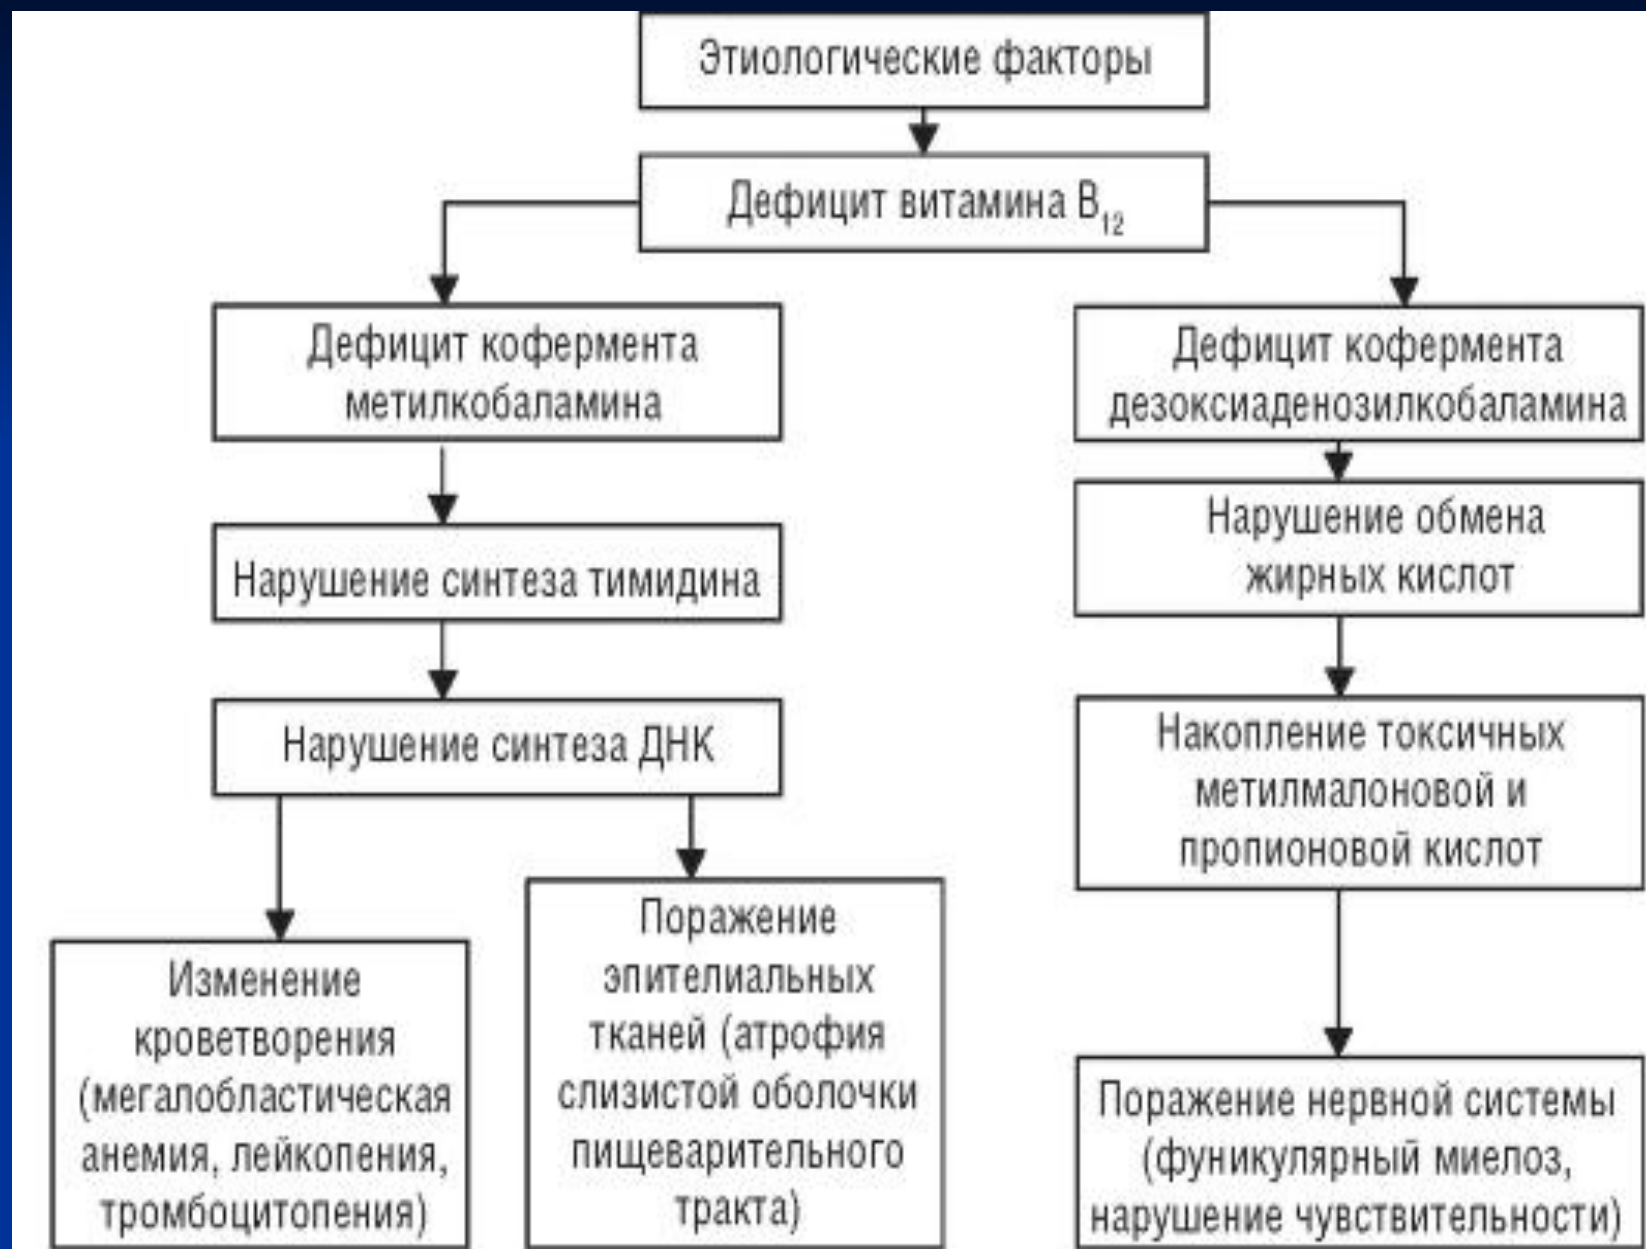 Этиологические факторы
Дефицит витамина B₁₂
Дефицит кофермента
метилкобаламина
Нарушение синтеза тимидина
Нарушение синтеза ДНК
Изменение
кроветворения
(мегалобластическая
анемия, лейкопения,
тромбоцитопения)
Поражение
эпителиальных
тканей (атрофия
слизистой оболочки
пищеварительного
тракта)
Дефицит кофермента
дезоксиаденозилкобаламина
Нарушение обмена
жирных кислот
Накопление токсичных
метилмалоновой и
пропионовой кислот
Поражение нервной системы
(фуникулярный миелоз,
нарушение чувствительности)